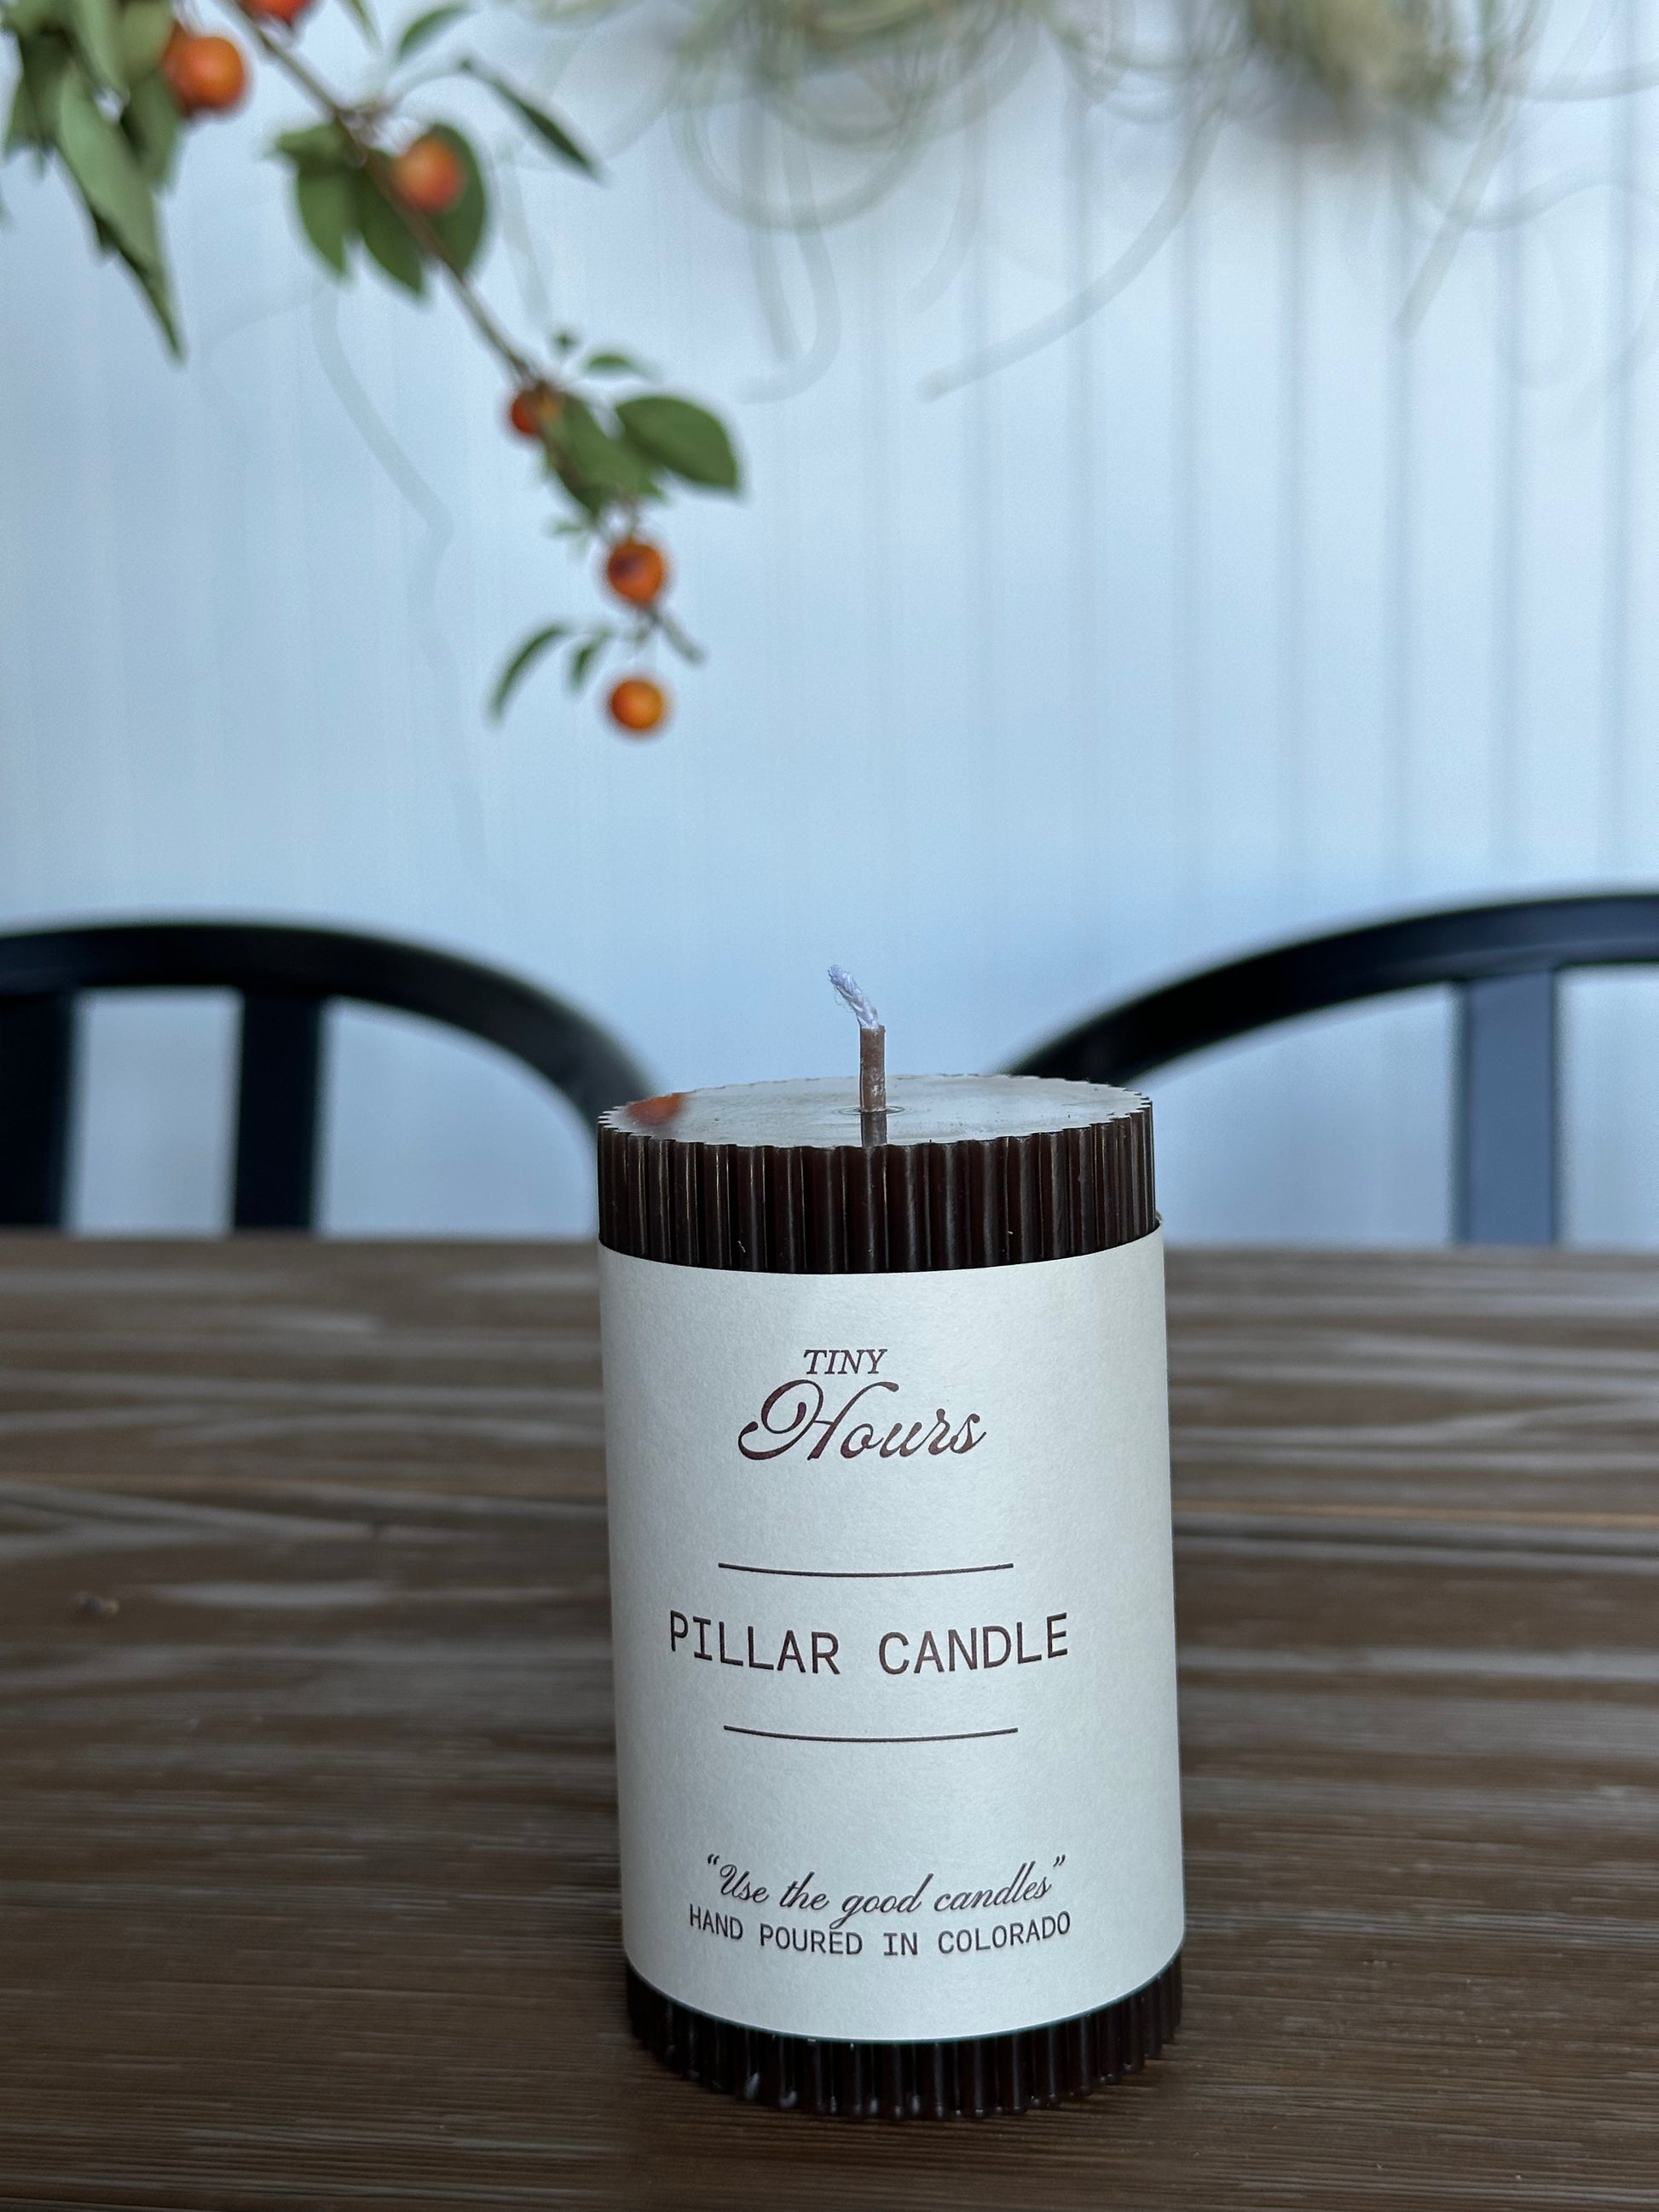 TINY
Hours
PILLAR CANDLE
“Use the good candles”
HAND POURED IN COLORADO